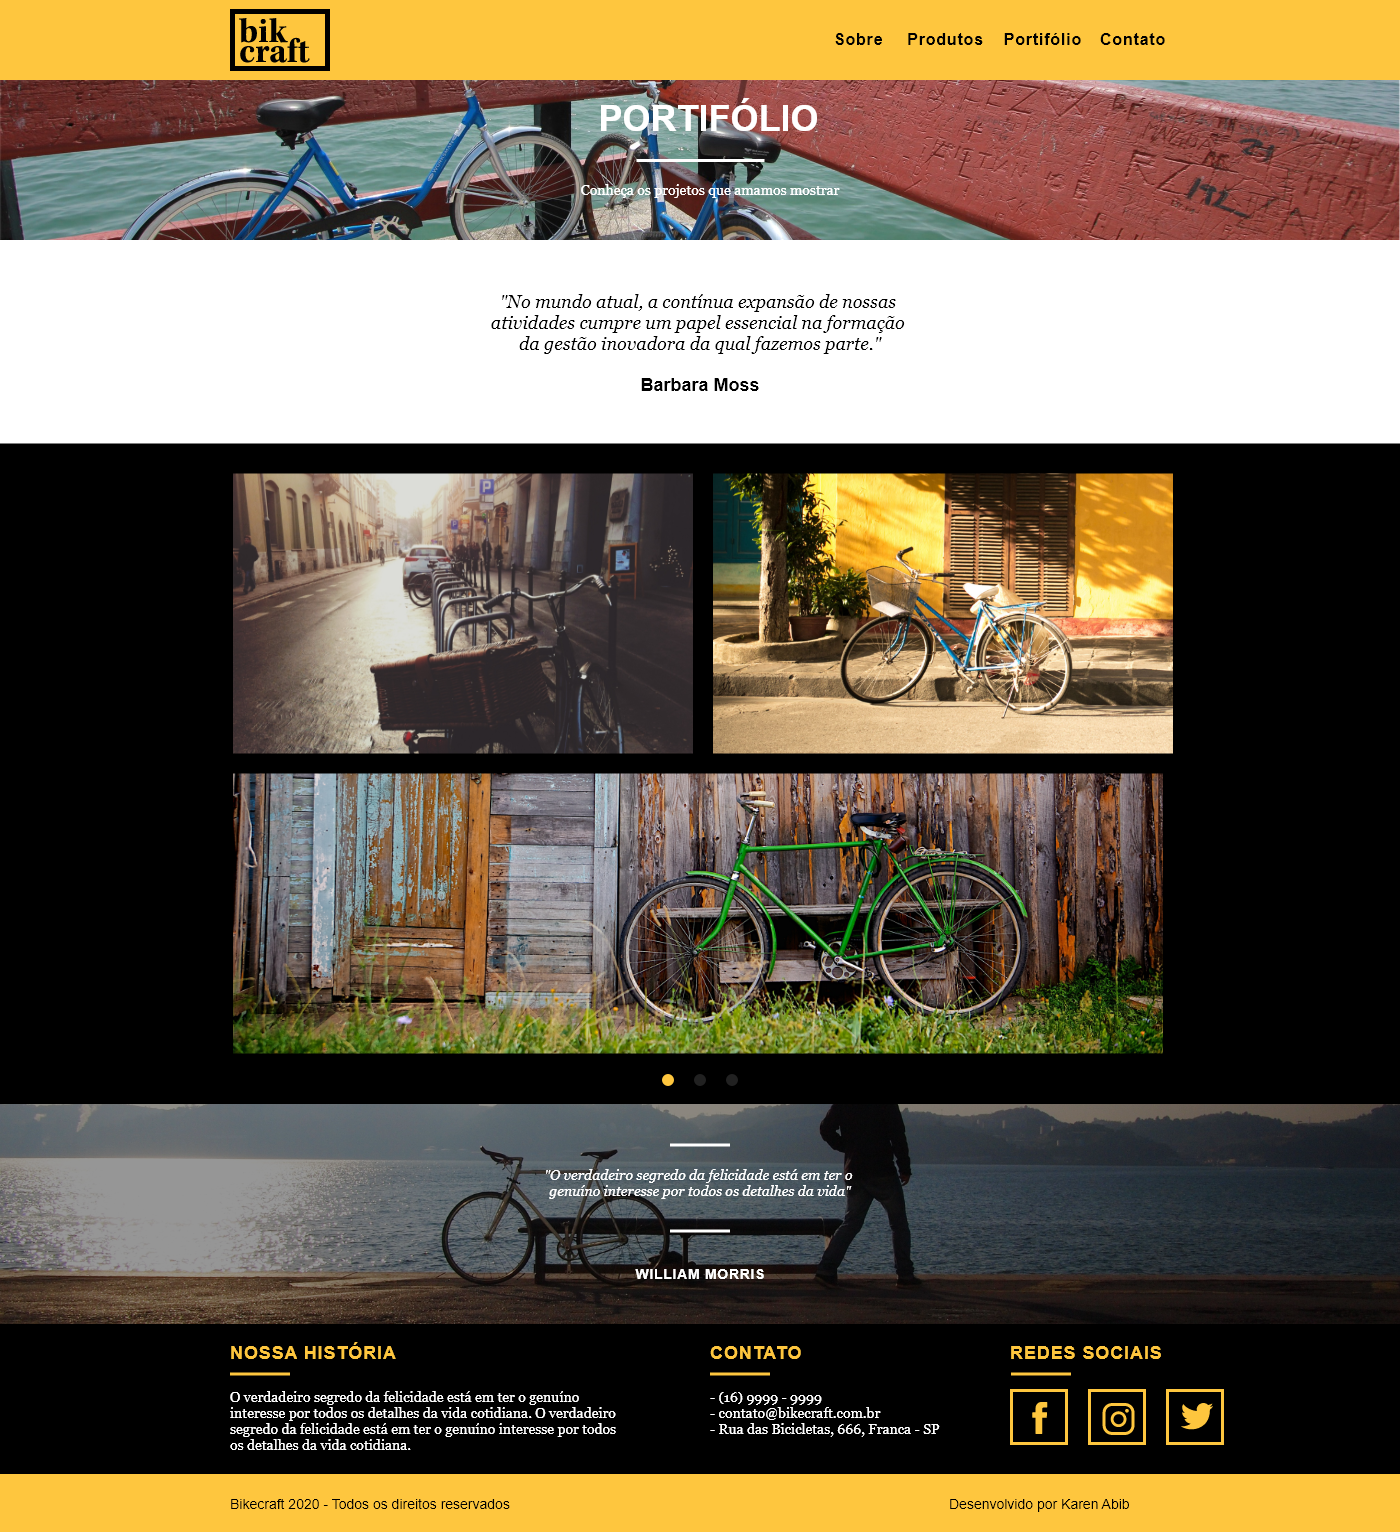 bik
craft
Sobre Produtos Portifólio Contato
PORTIFÓLIO
Conheça os projetos que amamos mostrar
"No mundo atual, a contínua expansão de nossas
atividades cumpre um papel essencial na formação
da gestão inovadora da qual fazemos parte."
Barbara Moss
P
"O verdadeiro segredo da felicidade está em ter o
genuíno interesse por todos os detalhes da vida"
WILLIAM MORRIS
NOSSA HISTÓRIA
O verdadeiro segredo da felicidade está em ter o genuíno
interesse por todos os detalhes da vida cotidiana. O verdadeiro
segredo da felicidade está em ter o genuíno interesse por todos
os detalhes da vida cotidiana.
CONTATO
- (16) 9999 - 9999
- contato@bikecraft.com.br
- Rua das Bicicletas, 666, Franca - SP
REDES SOCIAIS
Bikecraft 2020 - Todos os direitos reservados
Desenvolvido por Karen Abib